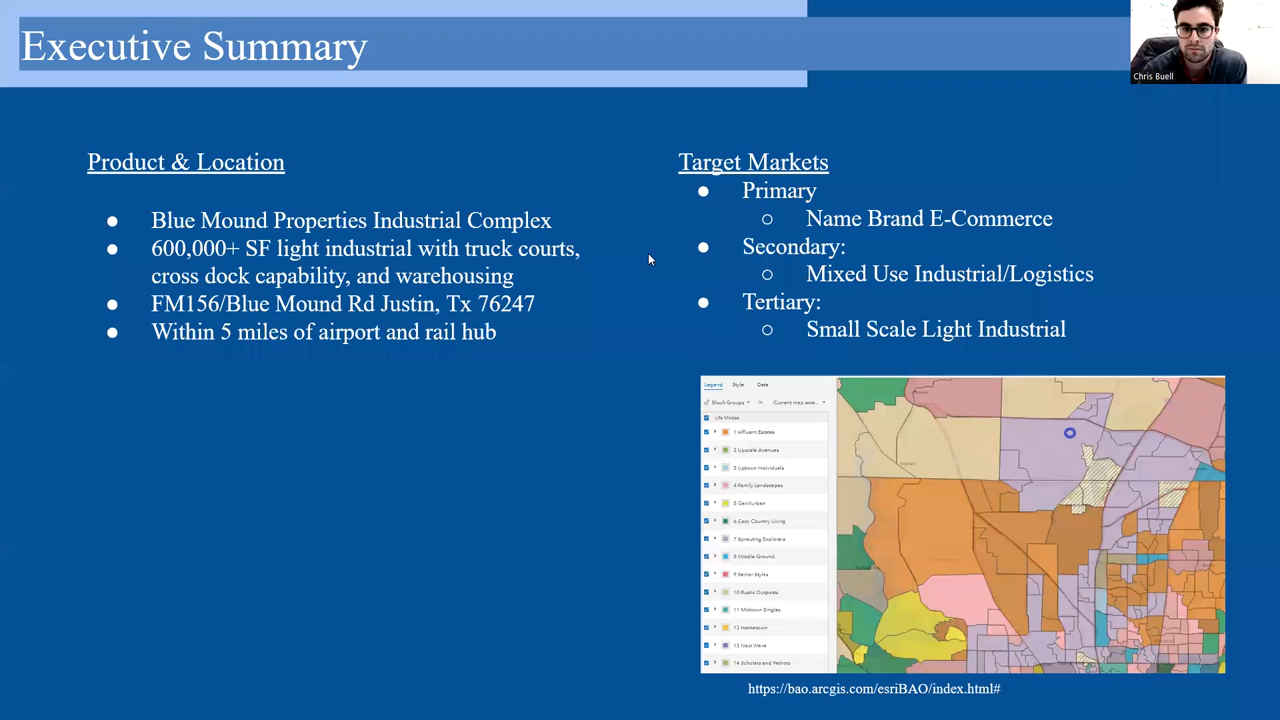 Executive Summary
Chris Buell
Product & Location
● Blue Mound Properties Industrial Complex
● 600,000+ SF light industrial with truck courts,
cross dock capability, and warehousing
● FM156/Blue Mound Rd Justin, Tx 76247
● Within 5 miles of airport and rail hub
Target Markets
● Primary
○ Name Brand E-Commerce
● Secondary:
○ Mixed Use Industrial/Logistics
● Tertiary:
○ Small Scale Light Industrial
Legend Style Data
Block Groups in Current map exte...
Life Modes
1 Affluent Estates
2 Upscale Avenues
3 Uptown Individuals
4 Family Landscapes
5 GenXurban
6 Cozy Country Living
7 Sprouting Explorers
8 Middle Ground
9 Senior Styles
10 Rustic Outposts
11 Midtown Singles
12 Hometown
13 Next Wave
14 Scholars and Patriots
https://bao.arcgis.com/esriBAO/index.html#